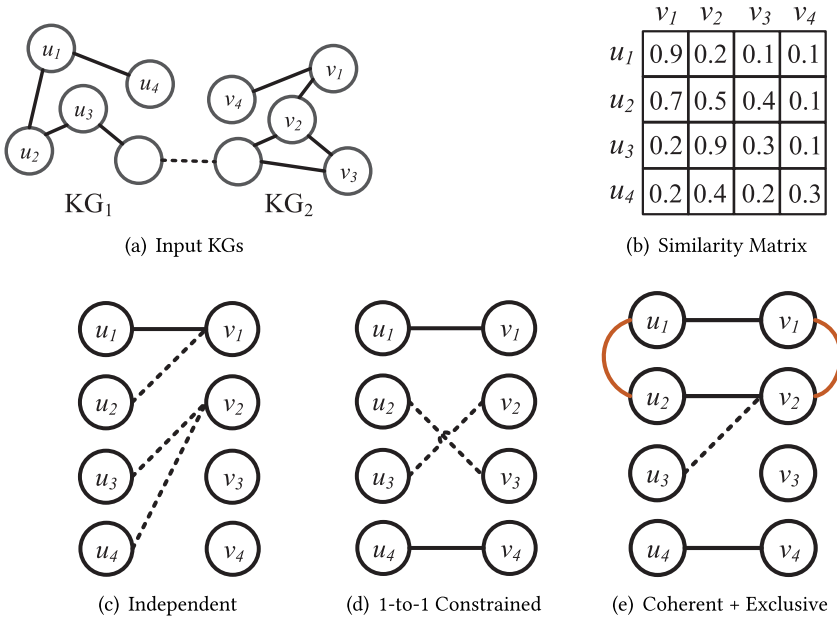 u1 u4 u3 u2
KG1
v1 v4 v2 v3
KG2
(a) Input KGs
v1 v2 v3 v4
u1 0.9 0.2 0.1 0.1
u2 0.7 0.5 0.4 0.1
u3 0.2 0.9 0.3 0.1
u4 0.2 0.4 0.2 0.3
(b) Similarity Matrix
u1 v1
u2 v2
u3 v3
u4 v4
(c) Independent
u1 v1
u2 v2
u3 v3
u4 v4
(d) 1-to-1 Constrained
u1 v1
u2 v2
u3 v3
u4 v4
(e) Coherent + Exclusive